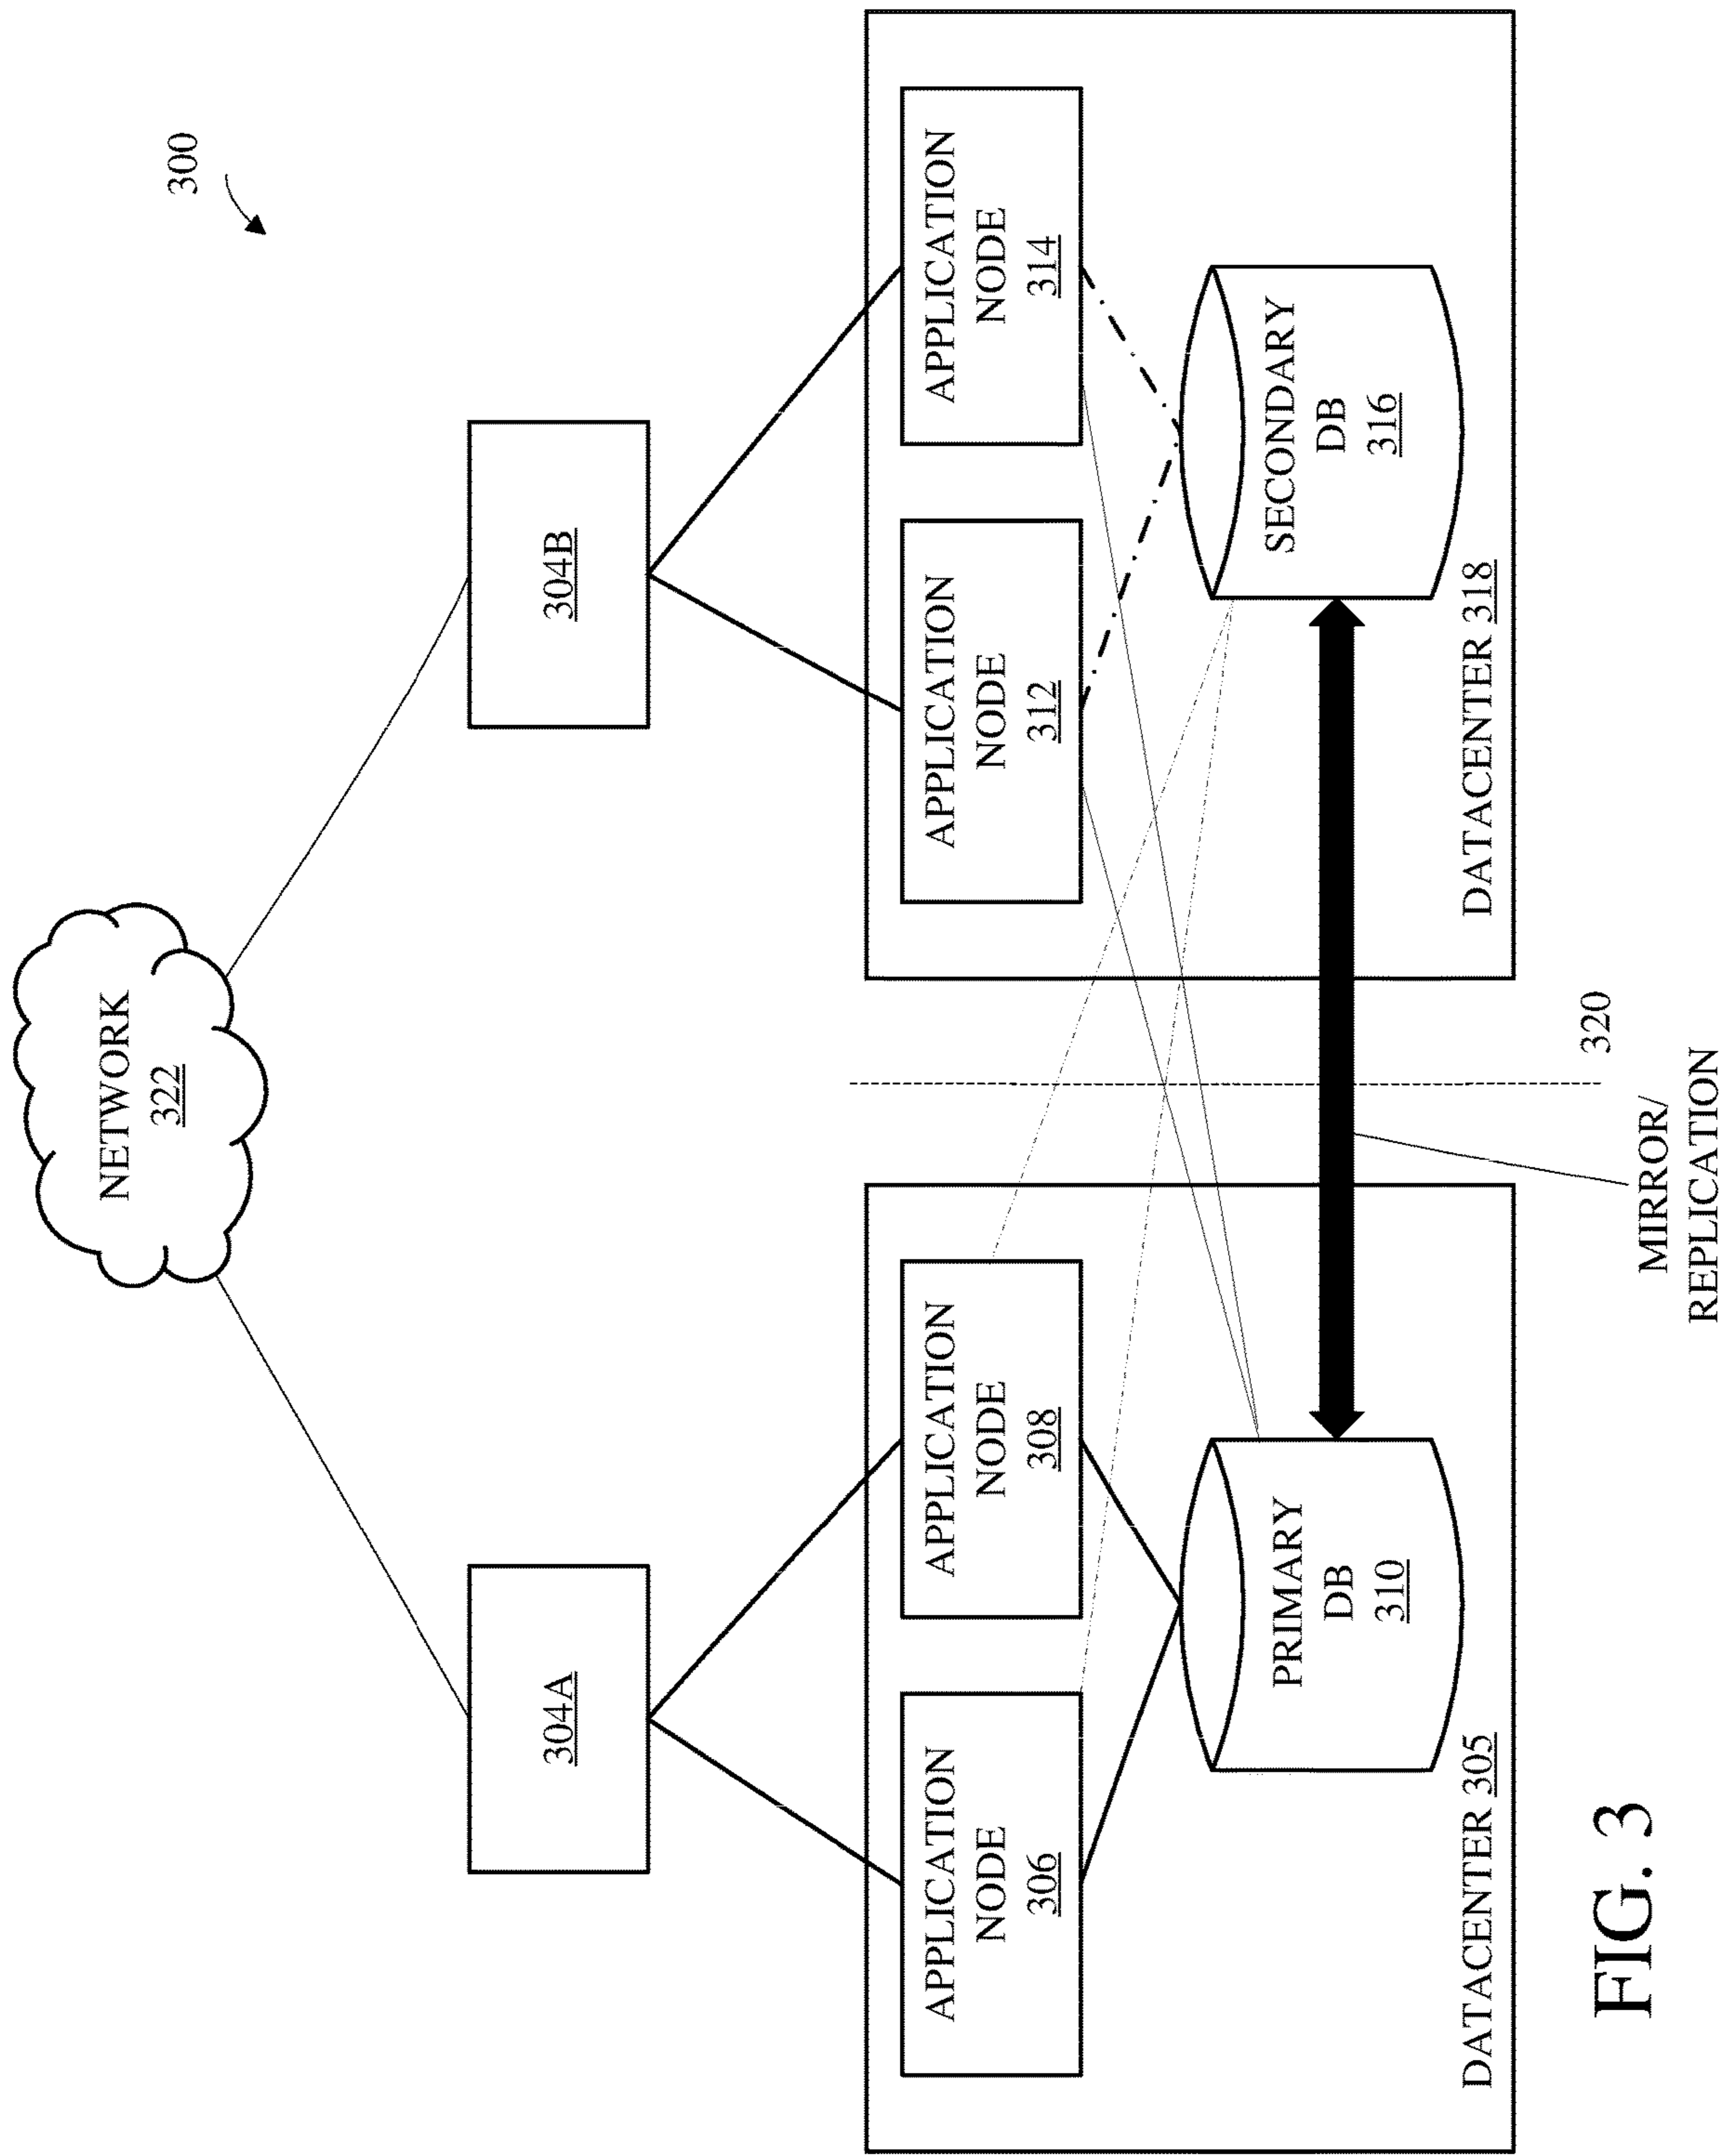 300
NETWORK
322
304A
304B
APPLICATION
NODE
306
APPLICATION
NODE
308
APPLICATION
NODE
312
APPLICATION
NODE
314
PRIMARY
DB
310
SECONDARY
DB
316
DATACENTER 305
DATACENTER 318
320
MIRROR/
REPLICATION
FIG. 3